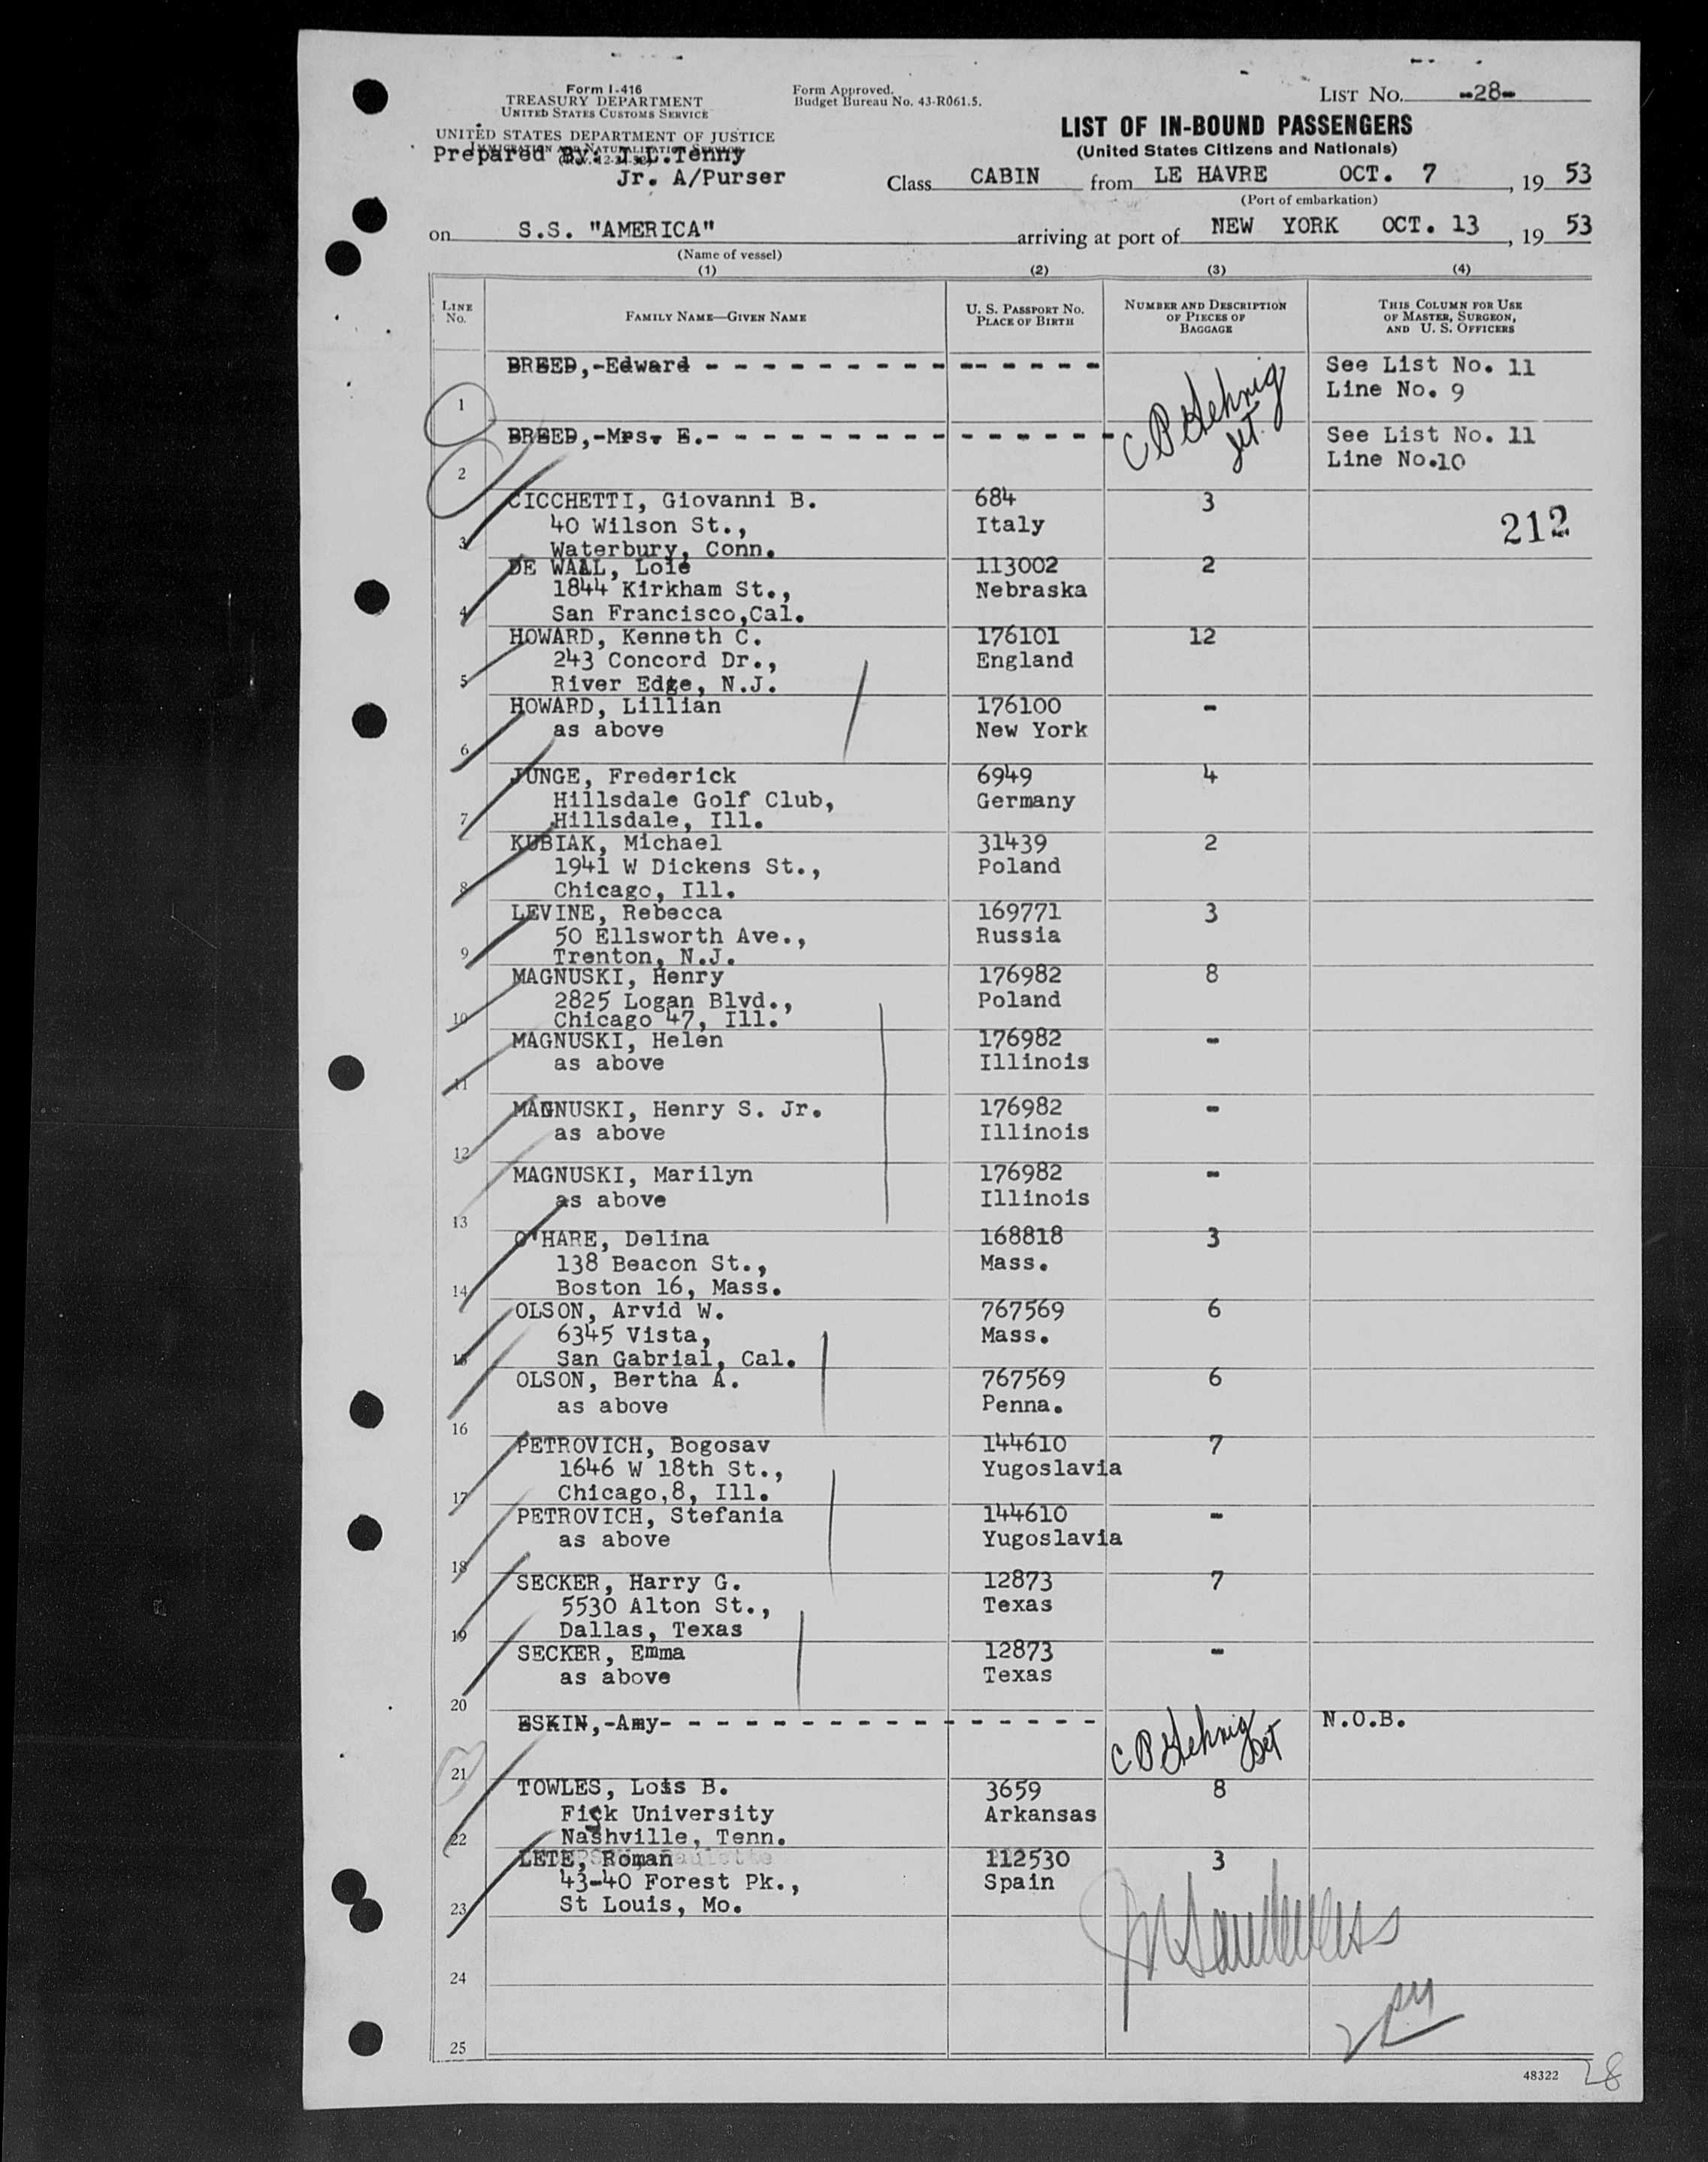 Form I-416
TREASURY DEPARTMENT
UNITED STATES CUSTOMS SERVICE
UNITED STATES DEPARTMENT OF JUSTICE
IMMIGRATION AND NATURALIZATION SERVICE
Prepared By: J.L.Tenny
Jr. A/Purser
Form Approved.
Budget Bureau No. 43-R061.5.
LIST NO. -28-
LIST OF IN-BOUND PASSENGERS
(United States Citizens and Nationals)
Class CABIN from LE HAVRE OCT. 7, 19 53
(Port of embarkation)
on S.S. "AMERICA" arriving at port of NEW YORK OCT. 13, 19 53
(Name of vessel)
(1) (2) (3) (4)
LINE NO. FAMILY NAME—GIVEN NAME U. S. PASSPORT NO. PLACE OF BIRTH NUMBER AND DESCRIPTION OF PIECES OF BAGGAGE THIS COLUMN FOR USE OF MASTER, SURGEON, AND U. S. OFFICERS
BREED,-Edward - - - - - - - - - - - - - - See List No. 11
1 Line No. 9
BREED,-Mrs. E.- - - - - - - - - - - - - - See List No. 11
2 Line No.10
CICCHETTI, Giovanni B. 684 3
40 Wilson St., Italy 212
3 Waterbury, Conn.
DE WAAL, Loie 113002 2
1844 Kirkham St., Nebraska
4 San Francisco,Cal.
HOWARD, Kenneth C. 176101 12
243 Concord Dr., England
5 River Edge, N.J.
HOWARD, Lillian 176100 -
as above New York
6
JUNGE, Frederick 6949 4
Hillsdale Golf Club, Germany
7 Hillsdale, Ill.
KUBIAK, Michael 31439 2
1941 W Dickens St., Poland
8 Chicago, Ill.
LEVINE, Rebecca 169771 3
50 Ellsworth Ave., Russia
9 Trenton, N.J.
MAGNUSKI, Henry 176982 8
2825 Logan Blvd., Poland
10 Chicago 47, Ill.
MAGNUSKI, Helen 176982 -
as above Illinois
11
MAGNUSKI, Henry S. Jr. 176982 -
as above Illinois
12
MAGNUSKI, Marilyn 176982 -
as above Illinois
13
O'HARE, Delina 168818 3
138 Beacon St., Mass.
14 Boston 16, Mass.
OLSON, Arvid W. 767569 6
6345 Vista, Mass.
15 San Gabrial, Cal.
OLSON, Bertha A. 767569 6
as above Penna.
16
PETROVICH, Bogosav 144610 7
1646 W 18th St., Yugoslavia
17 Chicago,8, Ill.
PETROVICH, Stefania 144610 -
as above Yugoslavia
18
SECKER, Harry G. 12873 7
5530 Alton St., Texas
19 Dallas, Texas
SECKER, Emma 12873 -
as above Texas
20
ESKIN,-Amy- - - - - - - - - - - - - - - - N.O.B.
21
TOWLES, Lois B. 3659 8
Fisk University Arkansas
22 Nashville, Tenn.
LETE, Roman 112530 3
43-40 Forest Pk., Spain
23 St Louis, Mo.
24
25
48322 28